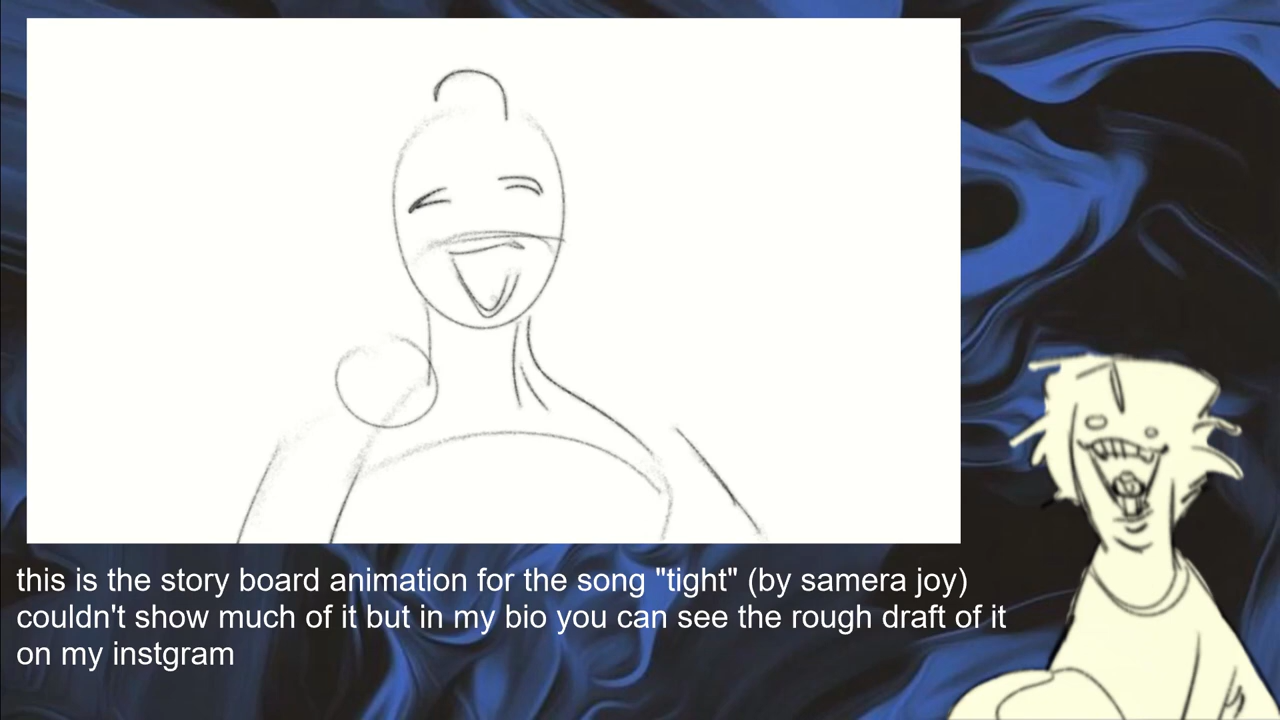 this is the story board animation for the song "tight" (by samera joy)
couldn't show much of it but in my bio you can see the rough draft of it
on my instgram